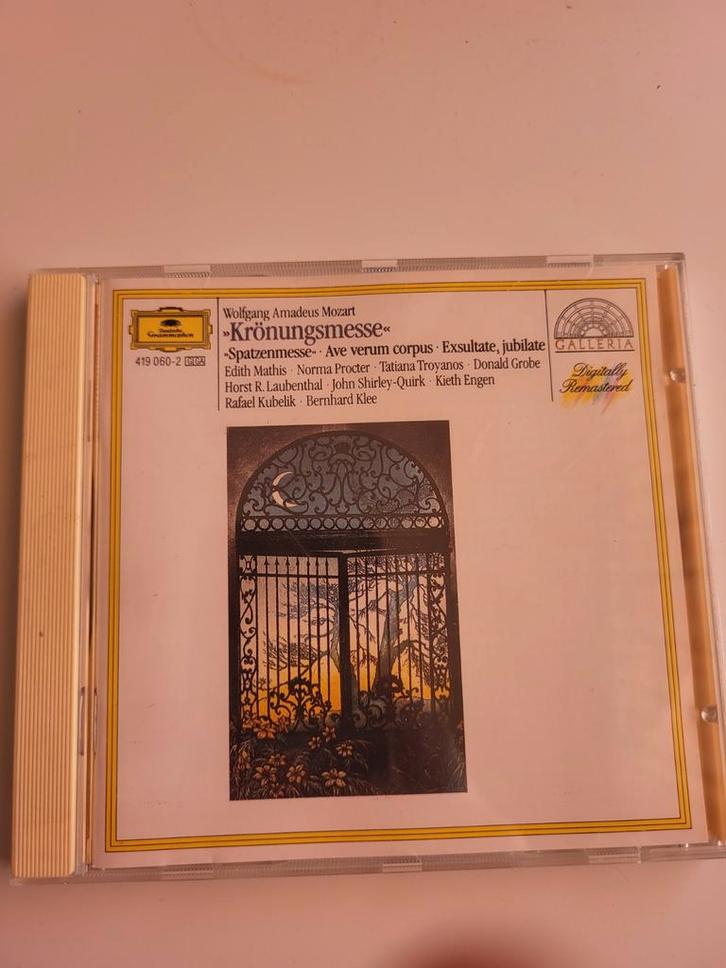 Deutsche
Grammophon
419 060-2 GEMA
Wolfgang Amadeus Mozart
»Krönungsmesse«
»Spatzenmesse« · Ave verum corpus · Exsultate, jubilate
Edith Mathis · Norma Procter · Tatiana Troyanos · Donald Grobe
Horst R. Laubenthal · John Shirley-Quirk · Kieth Engen
Rafael Kubelik · Bernhard Klee
GALLERIA
Digitally
Remastered